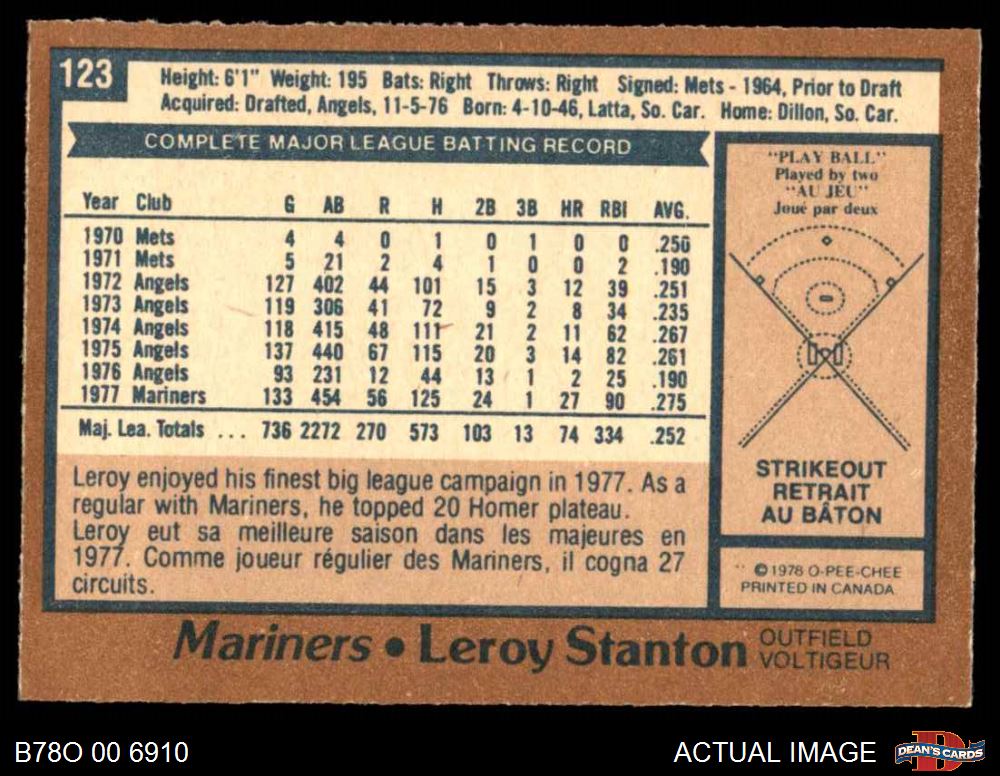 123
Height: 6'1" Weight: 195 Bats: Right Throws: Right Signed: Mets - 1964, Prior to Draft
Acquired: Drafted, Angels, 11-5-76 Born: 4-10-46, Latta, So. Car. Home: Dillon, So. Car.
COMPLETE MAJOR LEAGUE BATTING RECORD
Year Club G AB R H 2B 3B HR RBI AVG.
1970 Mets 4 4 0 1 0 1 0 0 .250
1971 Mets 5 21 2 4 1 0 0 2 .190
1972 Angels 127 402 44 101 15 3 12 39 .251
1973 Angels 119 306 41 72 9 2 8 34 .235
1974 Angels 118 415 48 111 21 2 11 62 .267
1975 Angels 137 440 67 115 20 3 14 82 .261
1976 Angels 93 231 12 44 13 1 2 25 .190
1977 Mariners 133 454 56 125 24 1 27 90 .275
Maj. Lea. Totals ... 736 2272 270 573 103 13 74 334 .252
Leroy enjoyed his finest big league campaign in 1977. As a
regular with Mariners, he topped 20 Homer plateau.
Leroy eut sa meilleure saison dans les majeures en
1977. Comme joueur régulier des Mariners, il cogna 27
circuits.
"PLAY BALL"
Played by two
"AU JEU"
Joué par deux
STRIKEOUT
RETRAIT
AU BÂTON
© 1978 O-PEE-CHEE
PRINTED IN CANADA
Mariners • Leroy Stanton
OUTFIELD
VOLTIGEUR
B78O 00 6910
ACTUAL IMAGE
DEAN'S CARDS